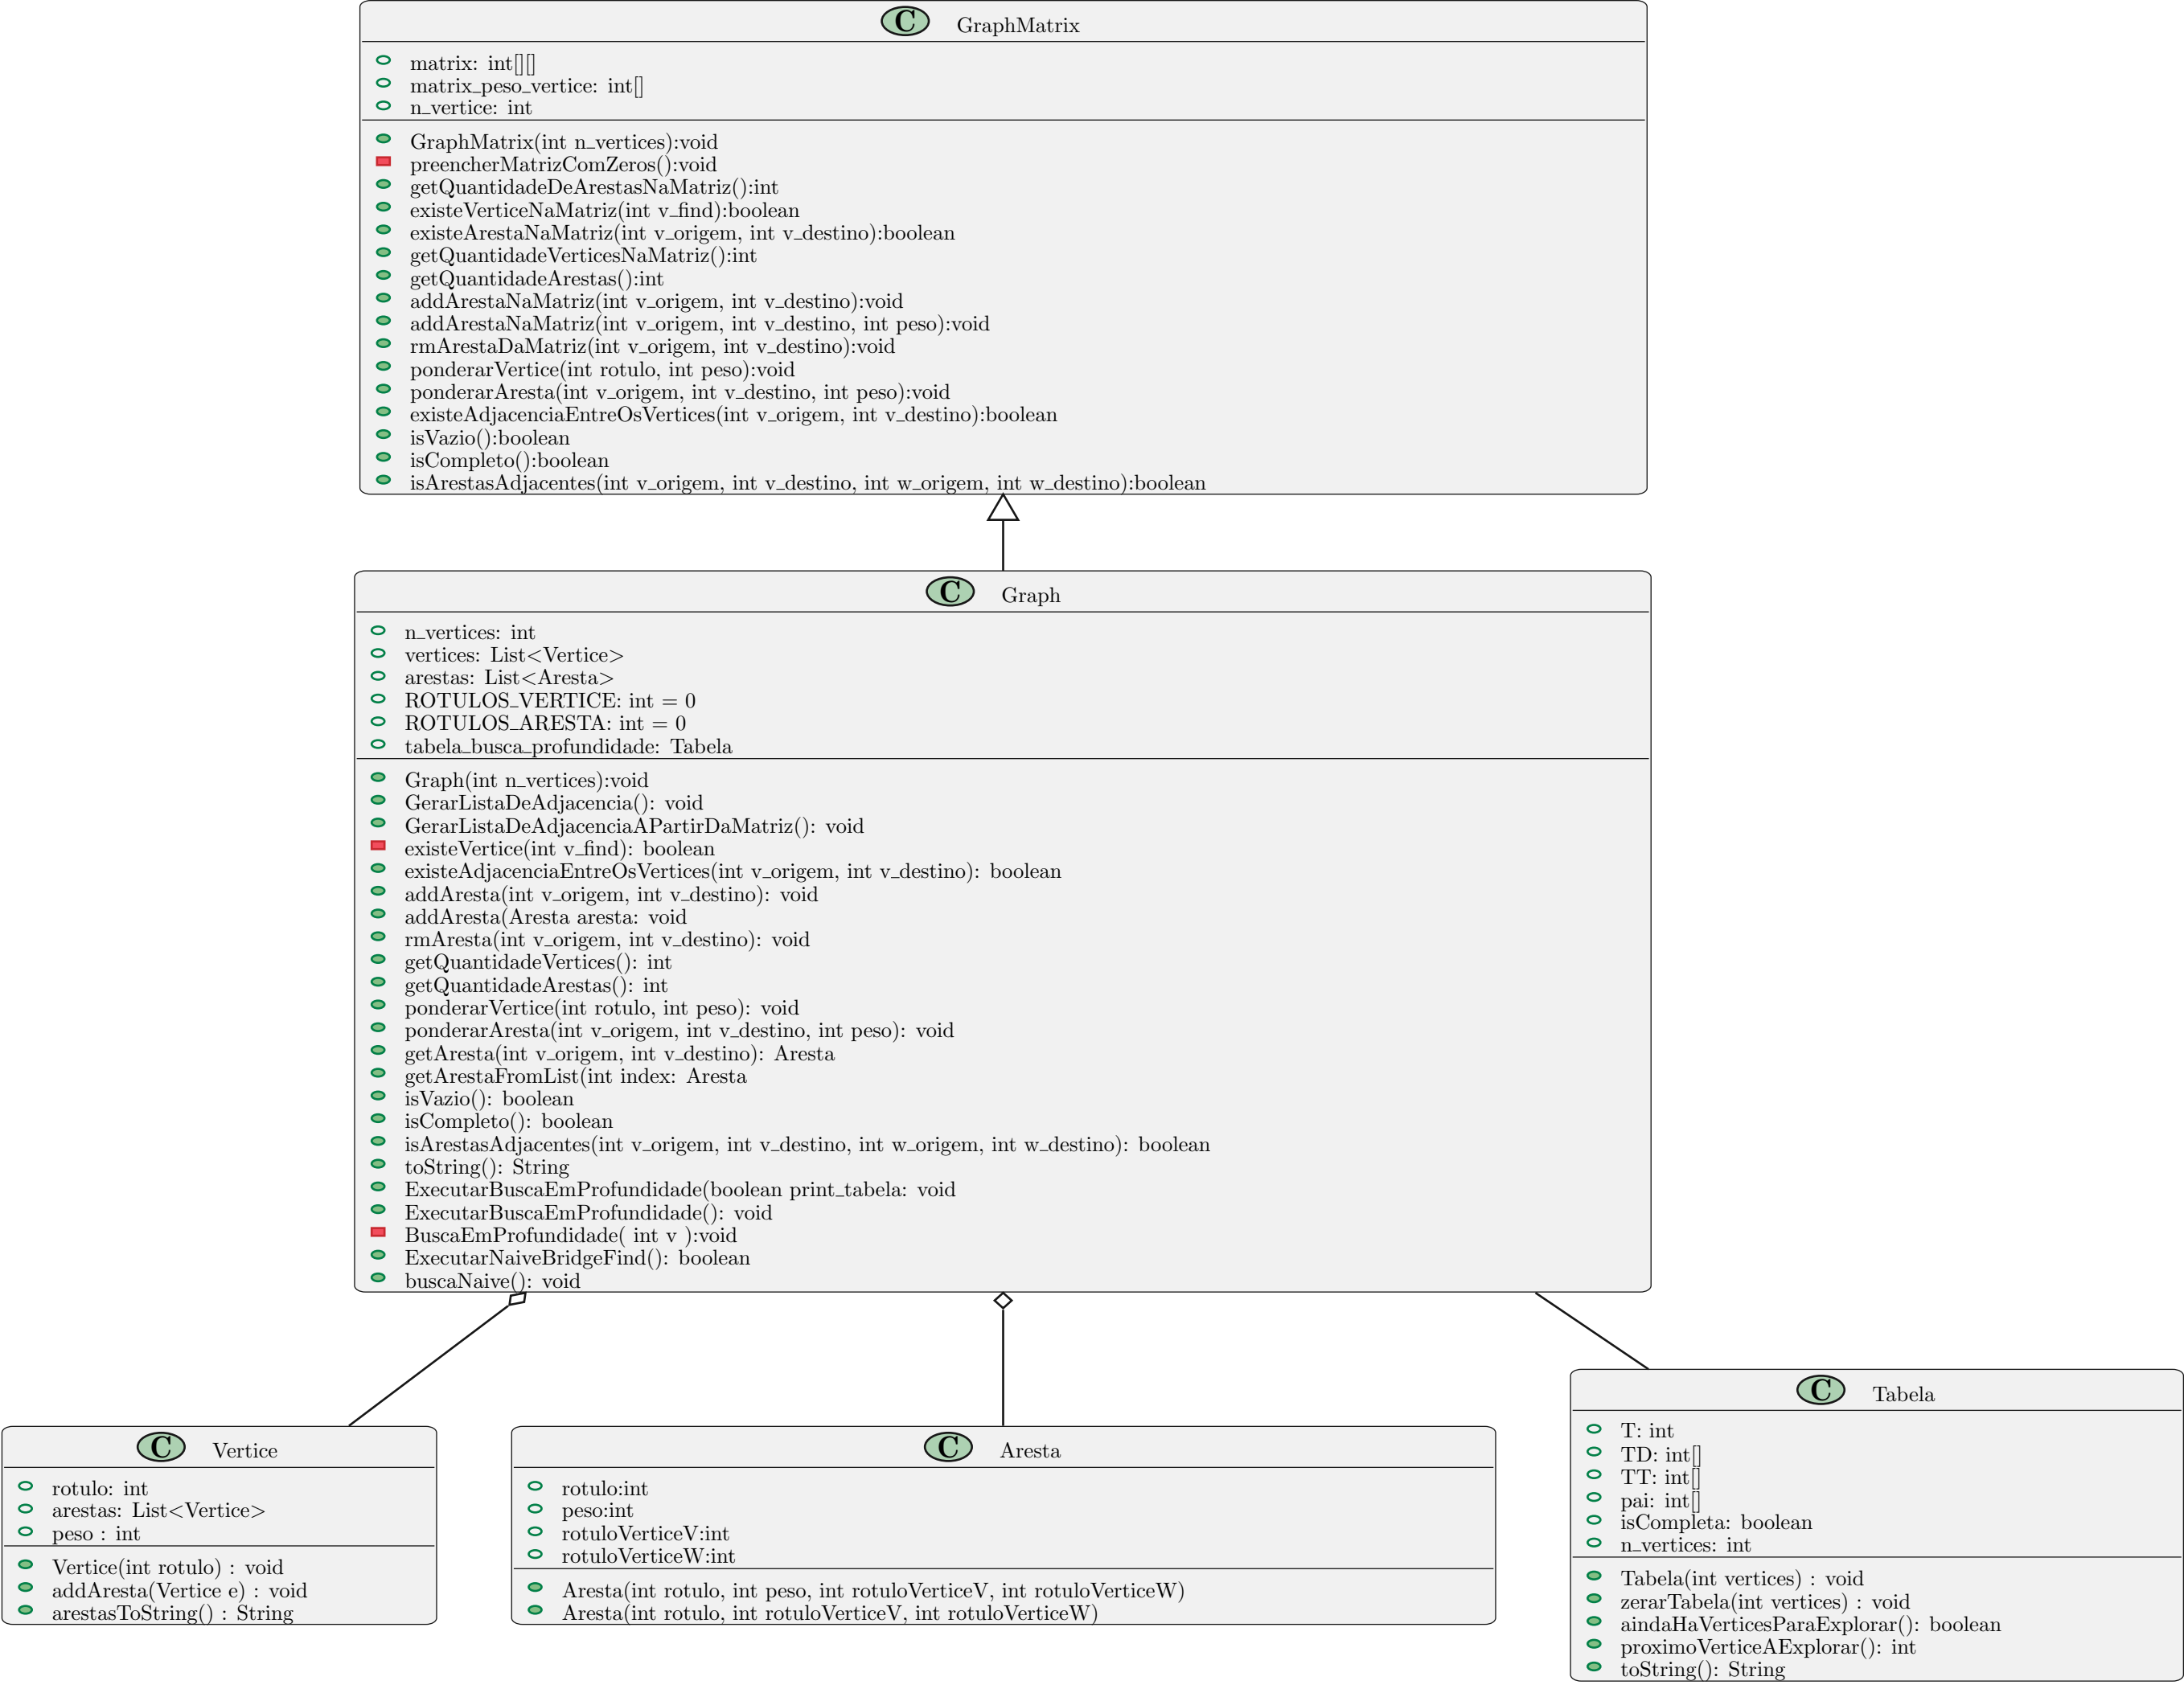 C GraphMatrix
matrix: int[][]
matrix_peso_vertice: int[]
n_vertice: int
GraphMatrix(int n_vertices):void
preencherMatrizComZeros():void
getQuantidadeDeArestasNaMatriz():int
existeVerticeNaMatriz(int v_find):boolean
existeArestaNaMatriz(int v_origem, int v_destino):boolean
getQuantidadeVerticesNaMatriz():int
getQuantidadeArestas():int
addArestaNaMatriz(int v_origem, int v_destino):void
addArestaNaMatriz(int v_origem, int v_destino, int peso):void
rmArestaDaMatriz(int v_origem, int v_destino):void
ponderarVertice(int rotulo, int peso):void
ponderarAresta(int v_origem, int v_destino, int peso):void
existeAdjacenciaEntreOsVertices(int v_origem, int v_destino):boolean
isVazio():boolean
isCompleto():boolean
isArestasAdjacentes(int v_origem, int v_destino, int w_origem, int w_destino):boolean
C Graph
n_vertices: int
vertices: List<Vertice>
arestas: List<Aresta>
ROTULOS_VERTICE: int = 0
ROTULOS_ARESTA: int = 0
tabela_busca_profundidade: Tabela
Graph(int n_vertices):void
GerarListaDeAdjacencia(): void
GerarListaDeAdjacenciaAPartirDaMatriz(): void
existeVertice(int v_find): boolean
existeAdjacenciaEntreOsVertices(int v_origem, int v_destino): boolean
addAresta(int v_origem, int v_destino): void
addAresta(Aresta aresta: void
rmAresta(int v_origem, int v_destino): void
getQuantidadeVertices(): int
getQuantidadeArestas(): int
ponderarVertice(int rotulo, int peso): void
ponderarAresta(int v_origem, int v_destino, int peso): void
getAresta(int v_origem, int v_destino): Aresta
getArestaFromList(int index: Aresta
isVazio(): boolean
isCompleto(): boolean
isArestasAdjacentes(int v_origem, int v_destino, int w_origem, int w_destino): boolean
toString(): String
ExecutarBuscaEmProfundidade(boolean print_tabela: void
ExecutarBuscaEmProfundidade(): void
BuscaEmProfundidade( int v ):void
ExecutarNaiveBridgeFind(): boolean
buscaNaive(): void
C Vertice
rotulo: int
arestas: List<Vertice>
peso : int
Vertice(int rotulo) : void
addAresta(Vertice e) : void
arestasToString() : String
C Aresta
rotulo:int
peso:int
rotuloVerticeV:int
rotuloVerticeW:int
Aresta(int rotulo, int peso, int rotuloVerticeV, int rotuloVerticeW)
Aresta(int rotulo, int rotuloVerticeV, int rotuloVerticeW)
C Tabela
T: int
TD: int[]
TT: int[]
pai: int[]
isCompleta: boolean
n_vertices: int
Tabela(int vertices) : void
zerarTabela(int vertices) : void
aindaHaVerticesParaExplorar(): boolean
proximoVerticeAExplorar(): int
toString(): String